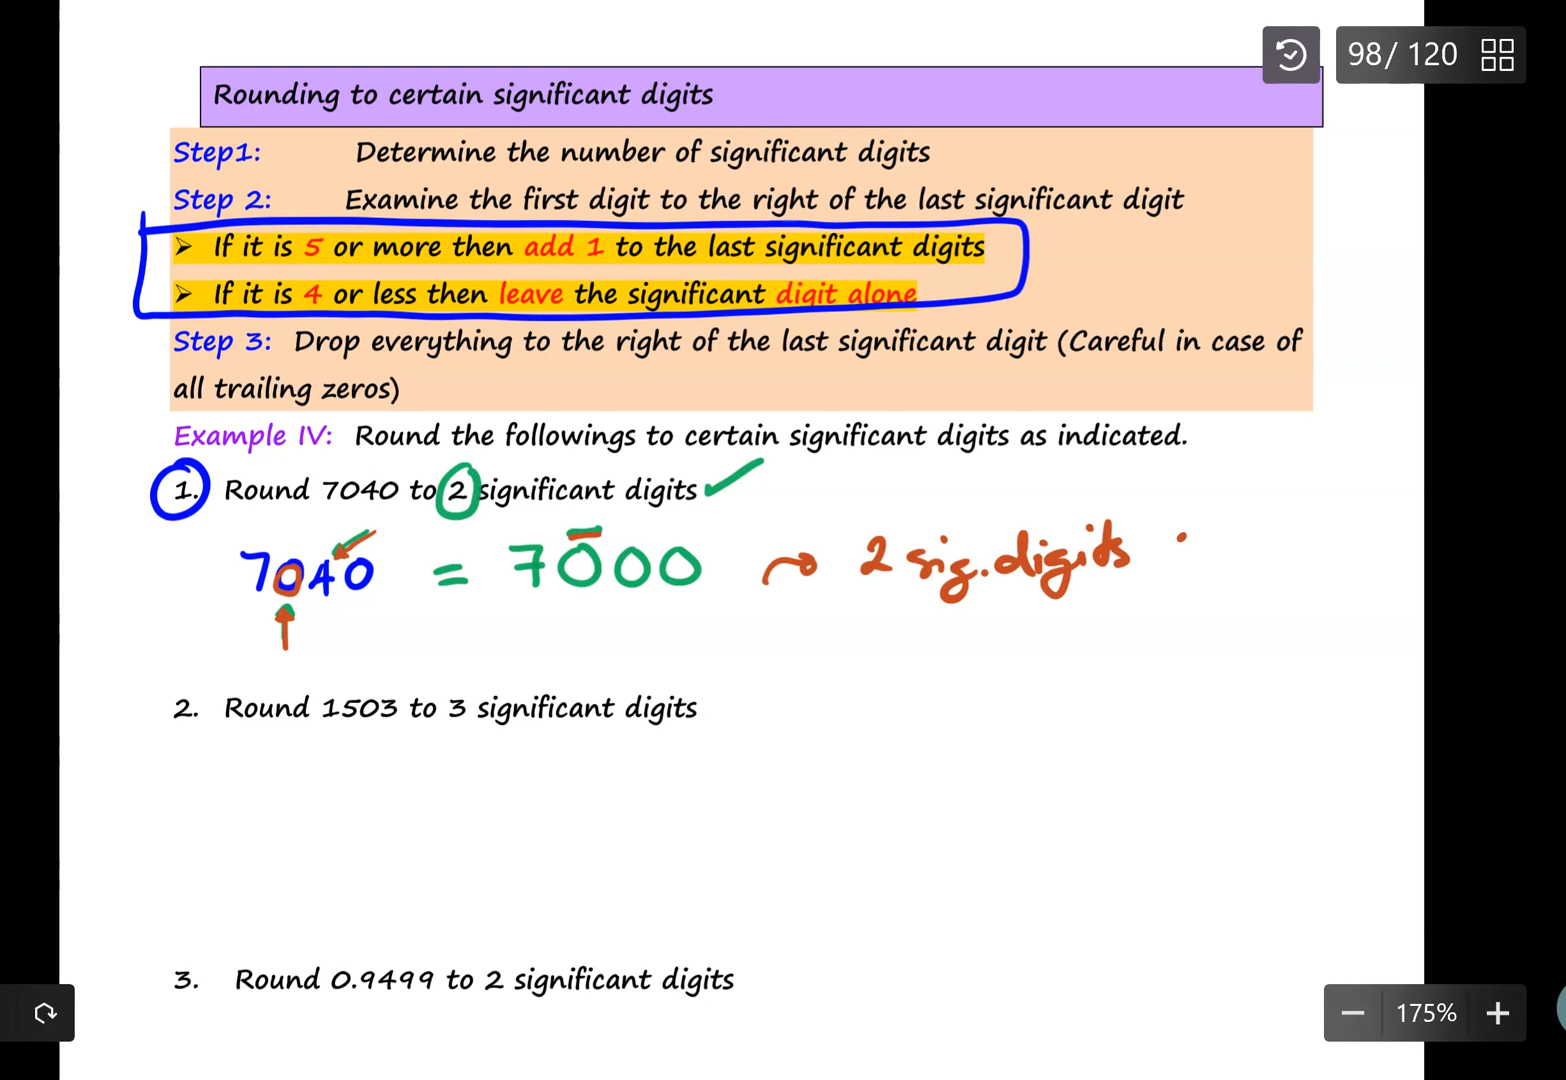 98/ 120
Rounding to certain significant digits
Step1: Determine the number of significant digits
Step 2: Examine the first digit to the right of the last significant digit
➢ If it is 5 or more then add 1 to the last significant digits
➢ If it is 4 or less then leave the significant digit alone
Step 3: Drop everything to the right of the last significant digit (Careful in case of
all trailing zeros)
Example IV: Round the followings to certain significant digits as indicated.
1. Round 7040 to 2 significant digits ✓
7040 = 70̅00 → 2 sig. digits.
2. Round 1503 to 3 significant digits
3. Round 0.9499 to 2 significant digits
175%